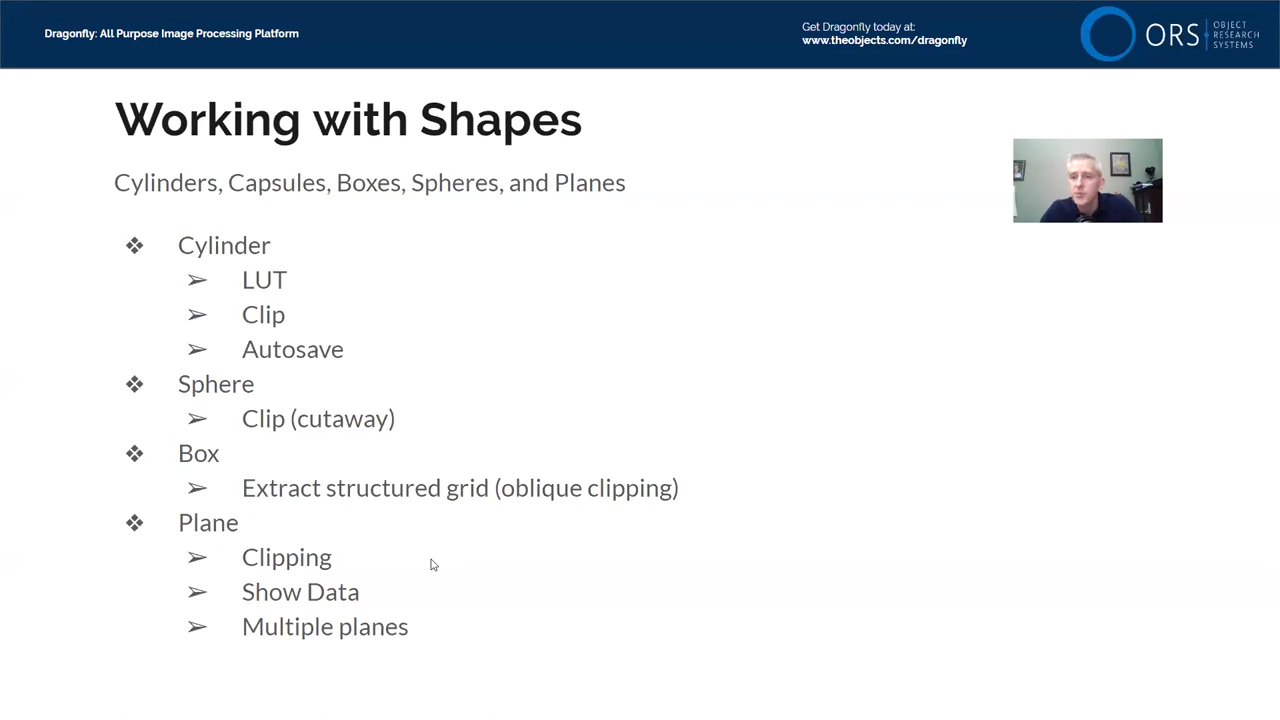 Dragonfly: All Purpose Image Processing Platform
Get Dragonfly today at:
www.theobjects.com/dragonfly
ORS
OBJECT
RESEARCH
SYSTEMS
Working with Shapes
Cylinders, Capsules, Boxes, Spheres, and Planes
❖ Cylinder
➢ LUT
➢ Clip
➢ Autosave
❖ Sphere
➢ Clip (cutaway)
❖ Box
➢ Extract structured grid (oblique clipping)
❖ Plane
➢ Clipping
➢ Show Data
➢ Multiple planes